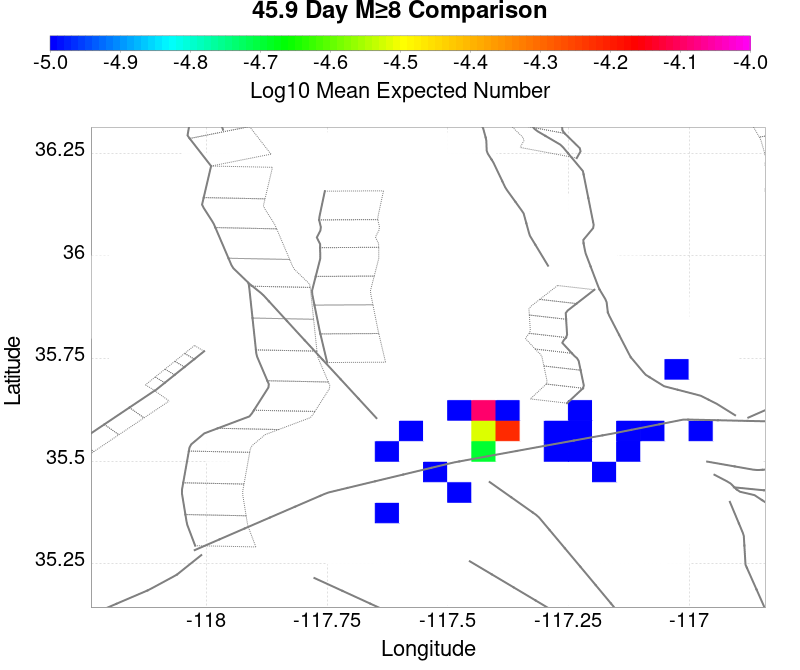 45.9 Day M≥8 Comparison
-5.0 -4.9 -4.8 -4.7 -4.6 -4.5 -4.4 -4.3 -4.2 -4.1 -4.0
Log10 Mean Expected Number
36.25
36
35.75
35.5
35.25
Latitude
-118 -117.75 -117.5 -117.25 -117
Longitude